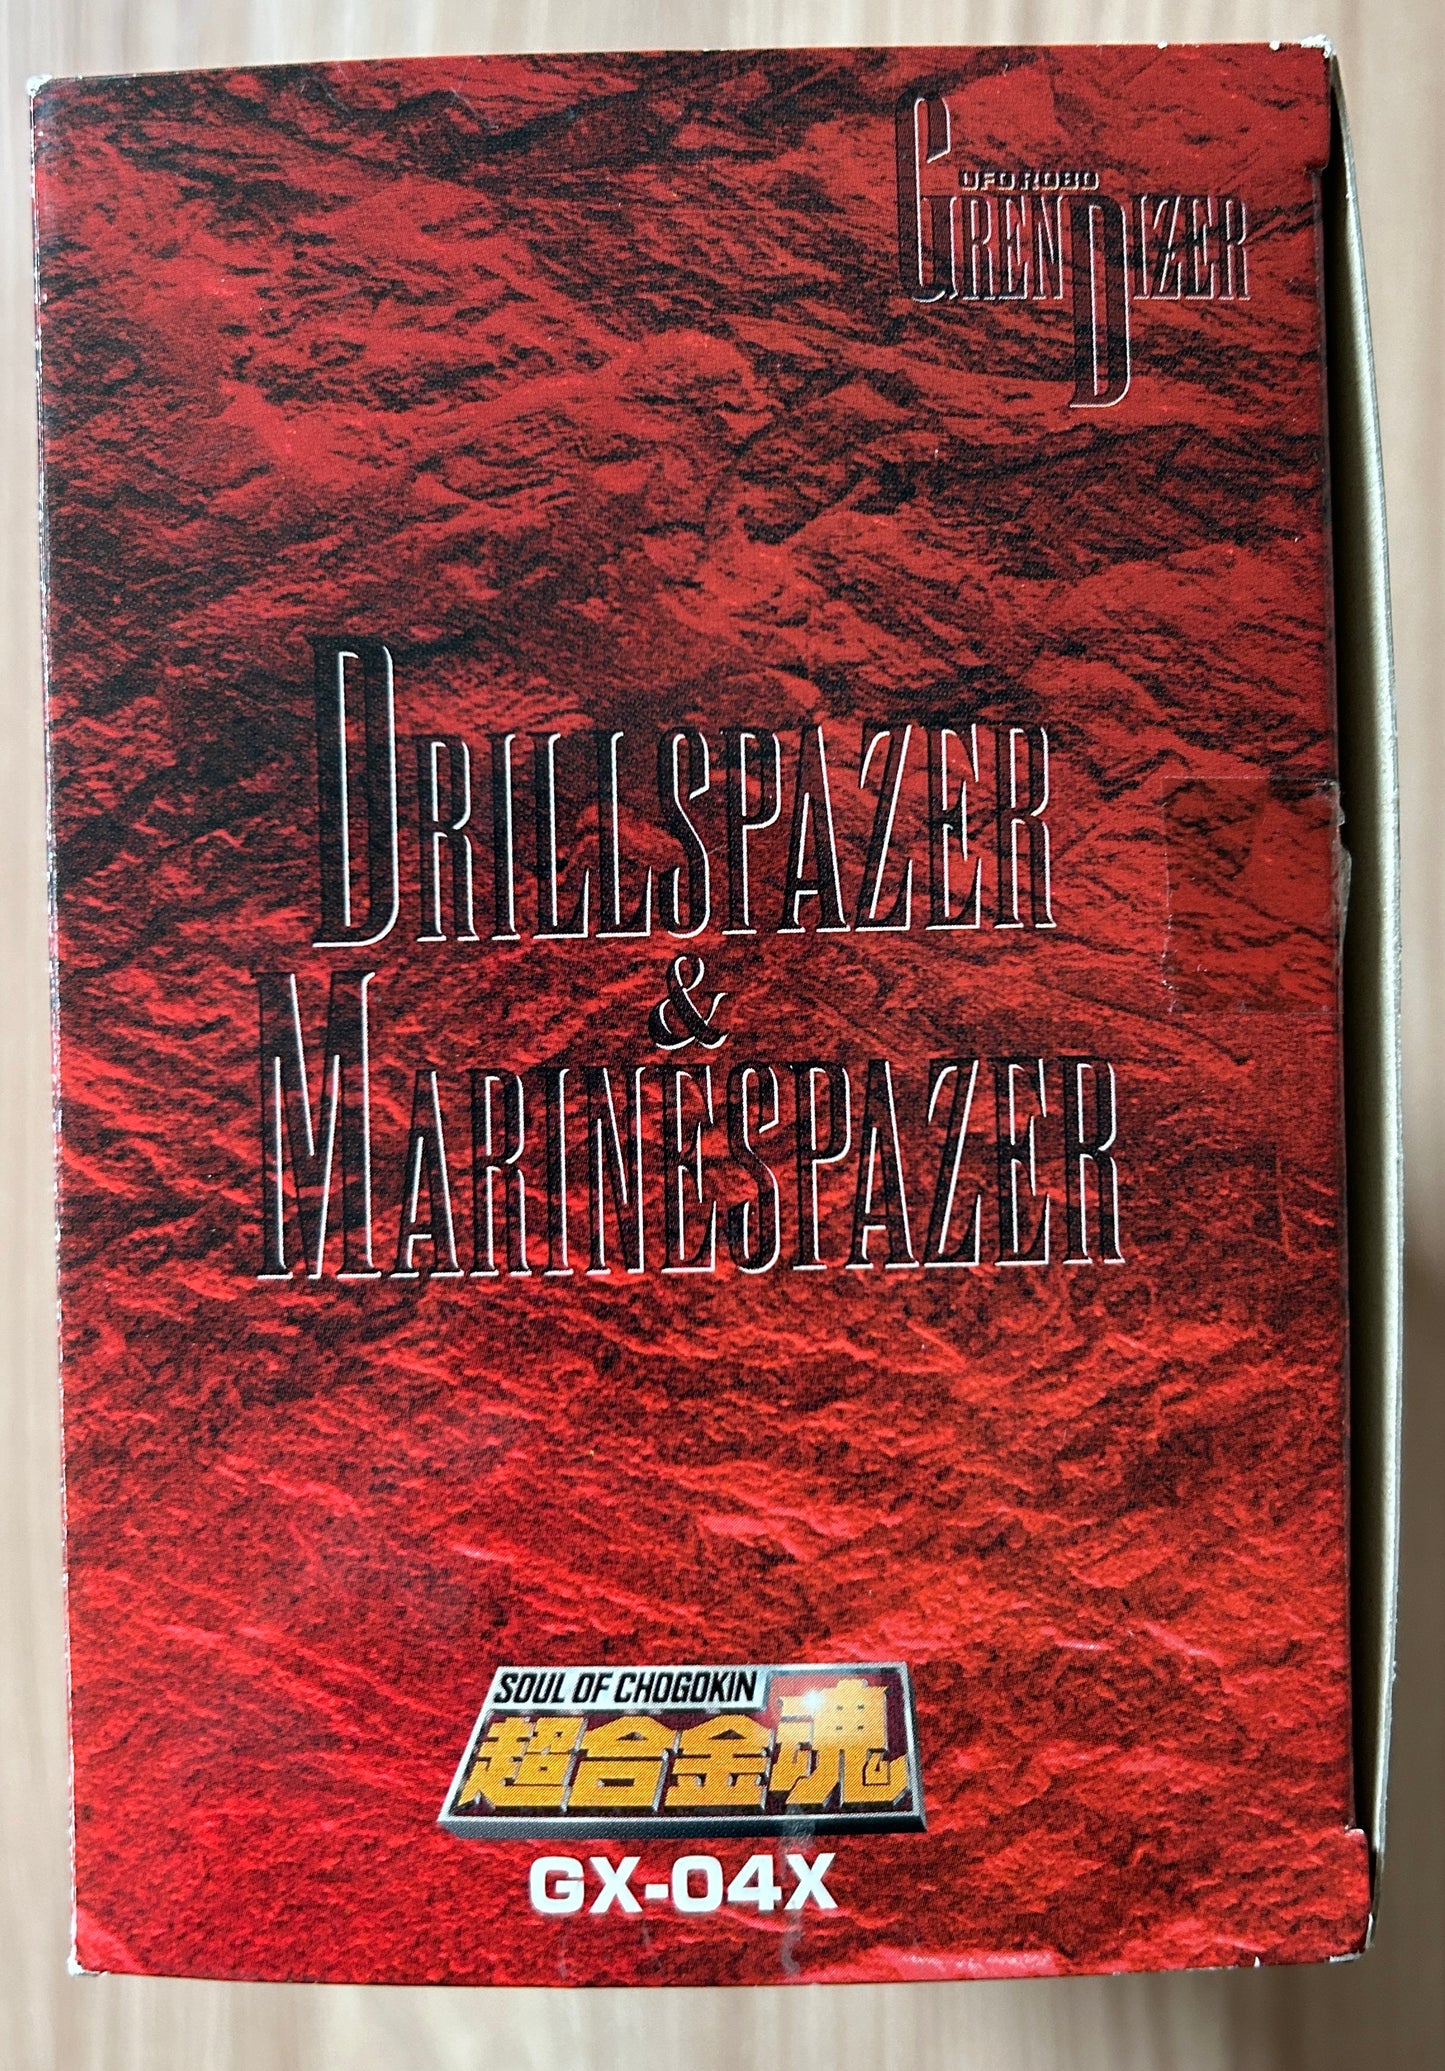 UFO.ROBO
GRENDIZER
DRILLSPAZER
&
MARINESPAZER
SOUL OF CHOGOKIN
超合金魂
GX-04X